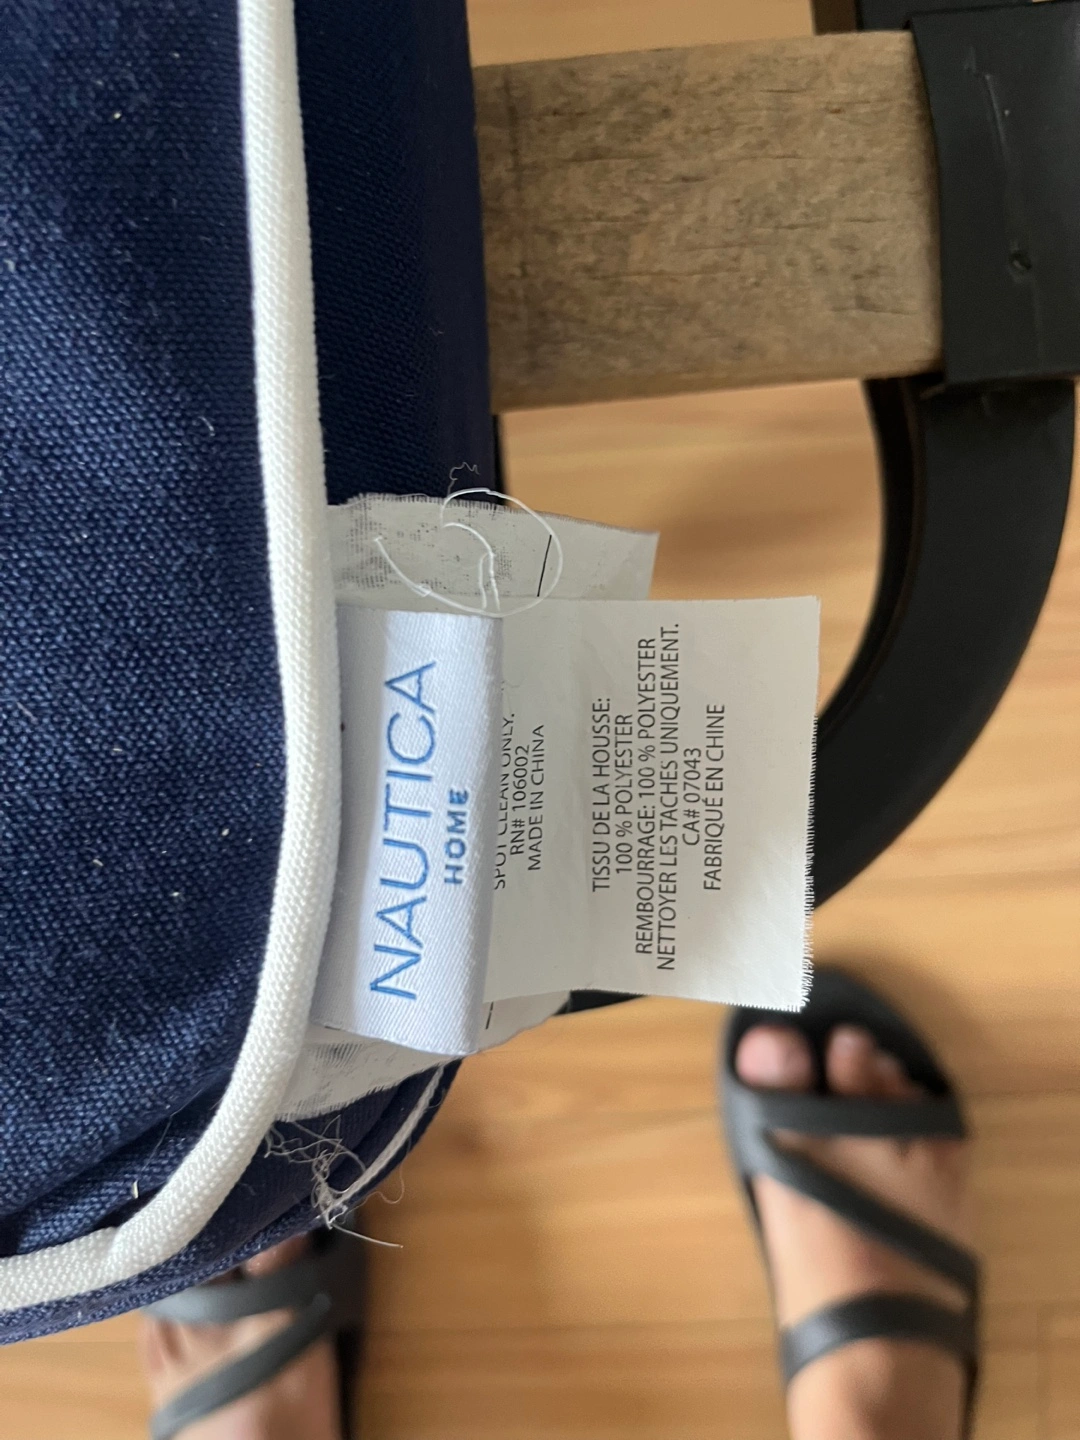 NAUTICA
HOME
SPOT CLEAN ONLY.
RN# 106002
MADE IN CHINA
TISSU DE LA HOUSSE:
100 % POLYESTER
REMBOURRAGE: 100 % POLYESTER
NETTOYER LES TACHES UNIQUEMENT.
CA# 07043
FABRIQUÉ EN CHINE